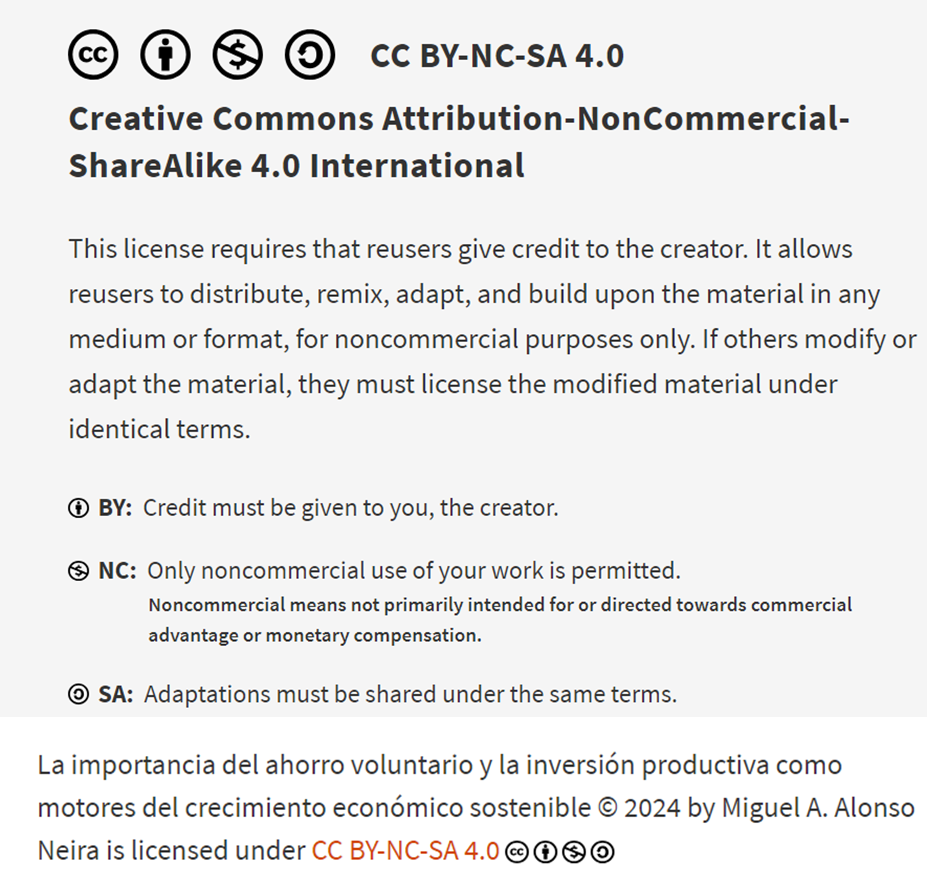 CC BY-NC-SA 4.0
Creative Commons Attribution-NonCommercial-
ShareAlike 4.0 International
This license requires that reusers give credit to the creator. It allows
reusers to distribute, remix, adapt, and build upon the material in any
medium or format, for noncommercial purposes only. If others modify or
adapt the material, they must license the modified material under
identical terms.
BY: Credit must be given to you, the creator.
NC: Only noncommercial use of your work is permitted.
Noncommercial means not primarily intended for or directed towards commercial
advantage or monetary compensation.
SA: Adaptations must be shared under the same terms.
La importancia del ahorro voluntario y la inversión productiva como
motores del crecimiento económico sostenible © 2024 by Miguel A. Alonso
Neira is licensed under CC BY-NC-SA 4.0